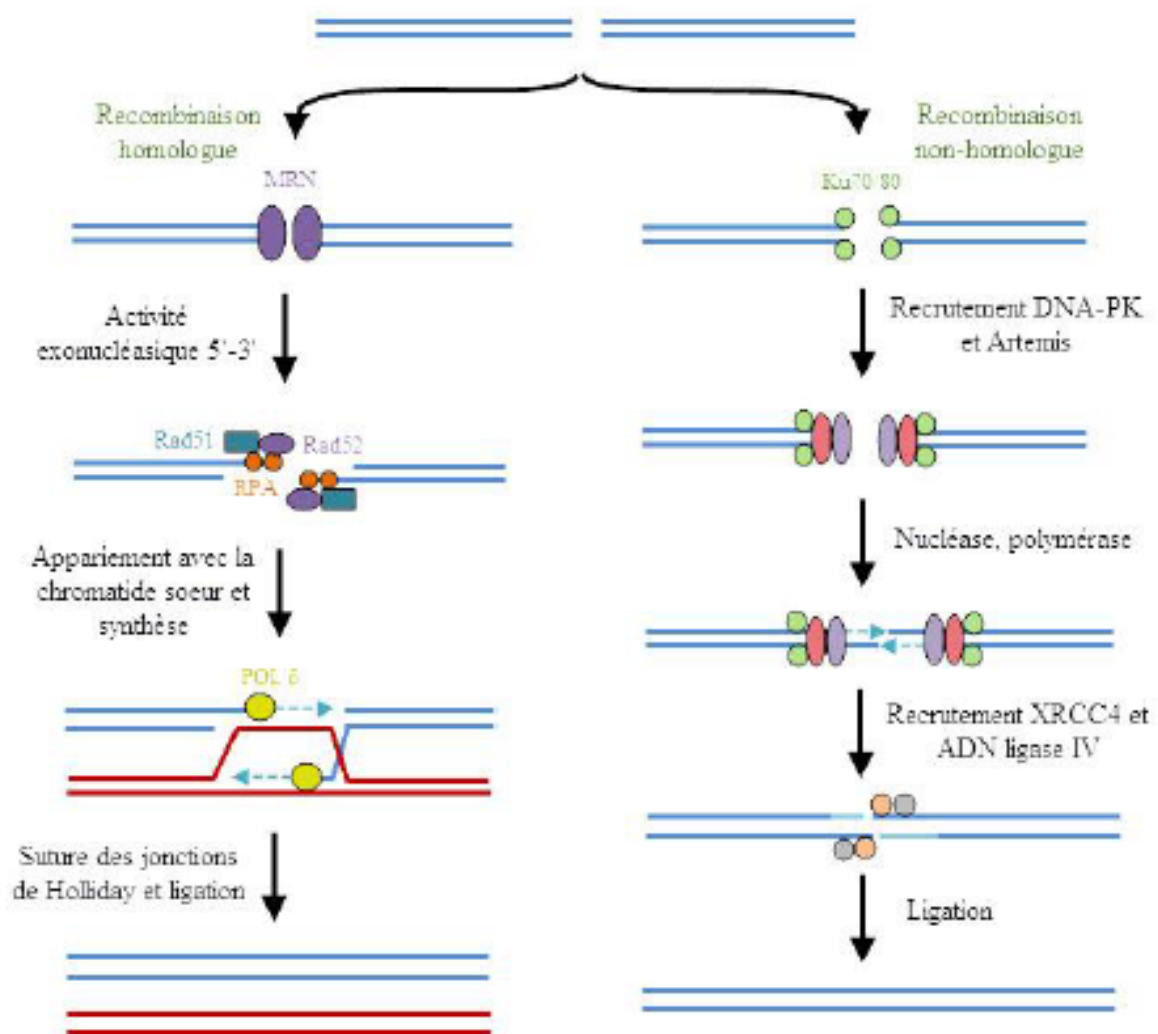 Recombinaison
homologue
MRN
Activité
exonucléasique 5'-3'
Rad51
Rad52
RPA
Appariement avec la
chromatide soeur et
synthèse
POL δ
Suture des jonctions
de Holliday et ligation
Recombinaison
non-homologue
Ku70/80
Recrutement DNA-PK
et Artemis
Nucléase, polymérase
Recrutement XRCC4 et
ADN ligase IV
Ligation